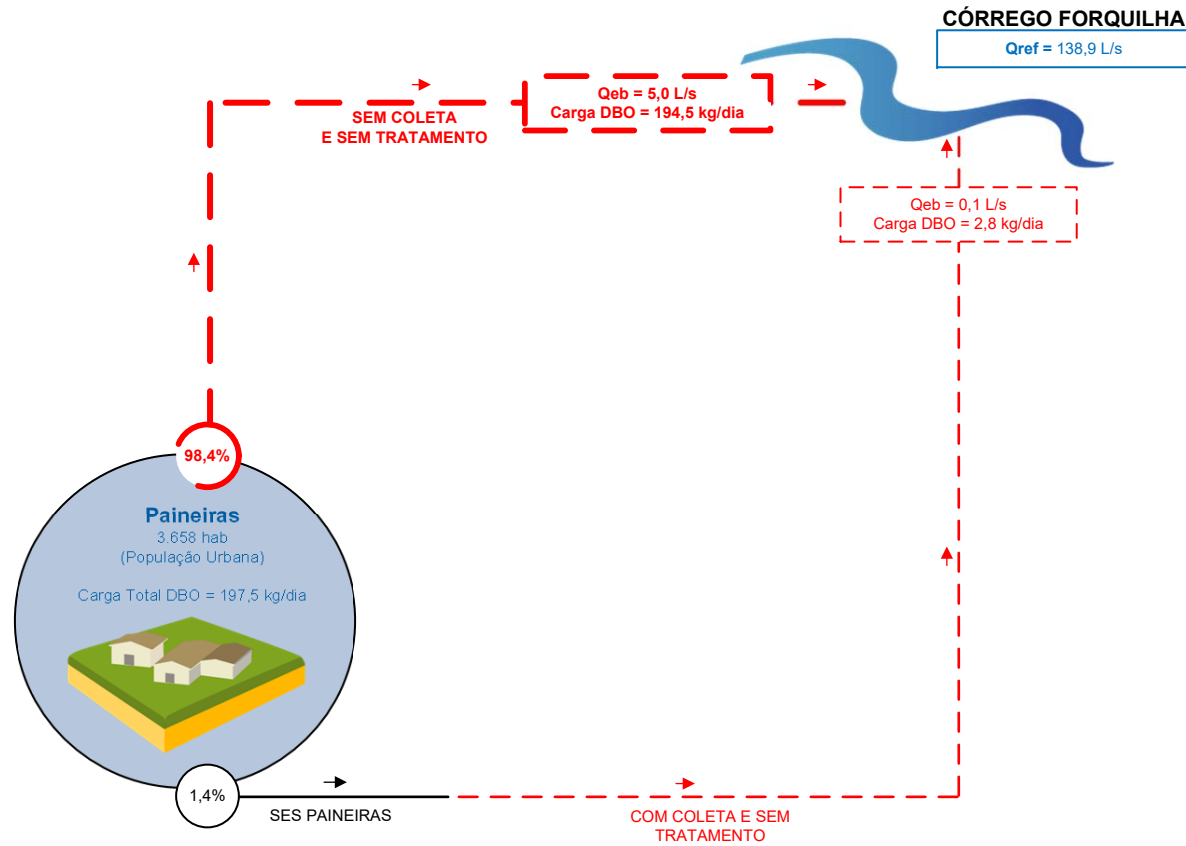 CÓRREGO FORQUILHA
Qref = 138,9 L/s
Qeb = 5,0 L/s
Carga DBO = 194,5 kg/dia
SEM COLETA
E SEM TRATAMENTO
Qeb = 0,1 L/s
Carga DBO = 2,8 kg/dia
98,4%
Paineiras
3.658 hab
(População Urbana)
Carga Total DBO = 197,5 kg/dia
1,4%
SES PAINEIRAS
COM COLETA E SEM
TRATAMENTO